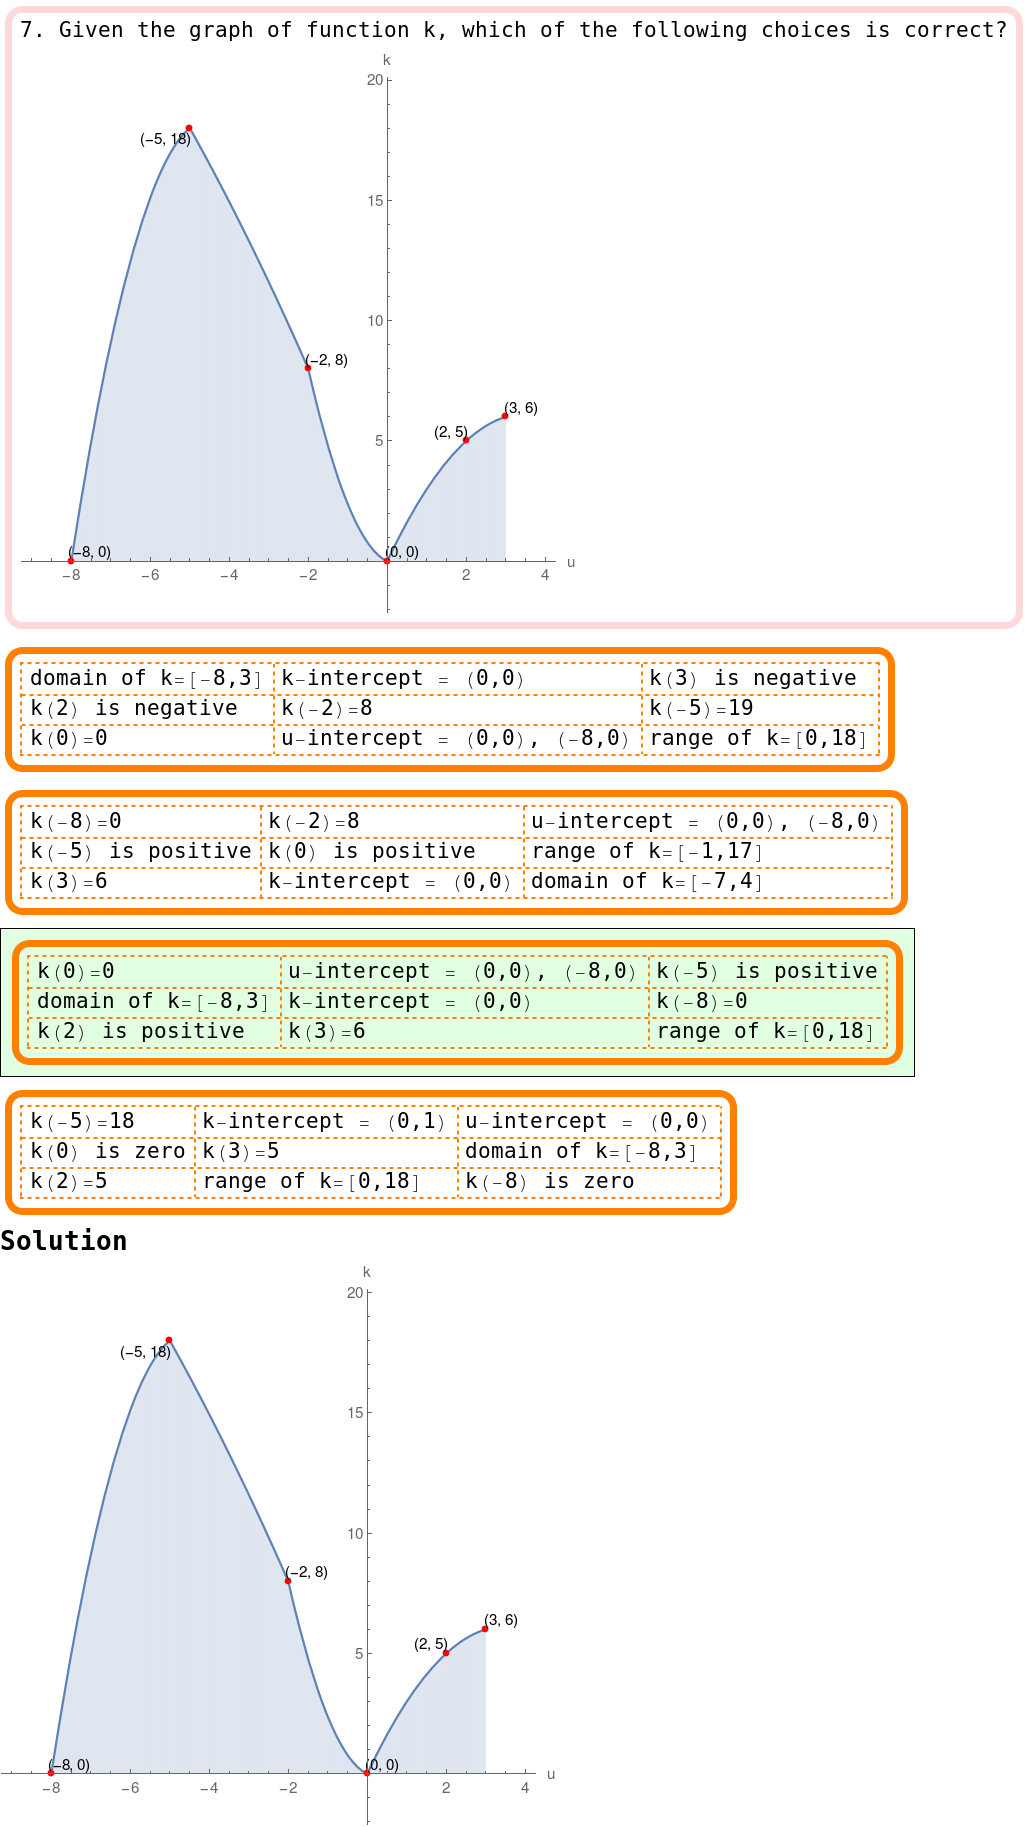 7. Given the graph of function k, which of the following choices is correct?
k
20
(−5, 18)
15
10
(−2, 8)
(3, 6)
(2, 5)
5
(−8, 0) (0, 0)
u
−8 −6 −4 −2 2 4
domain of k=[-8,3] k-intercept = (0,0) k(3) is negative
k(2) is negative k(-2)=8 k(-5)=19
k(0)=0 u-intercept = (0,0), (-8,0) range of k=[0,18]
k(-8)=0 k(-2)=8 u-intercept = (0,0), (-8,0)
k(-5) is positive k(0) is positive range of k=[-1,17]
k(3)=6 k-intercept = (0,0) domain of k=[-7,4]
k(0)=0 u-intercept = (0,0), (-8,0) k(-5) is positive
domain of k=[-8,3] k-intercept = (0,0) k(-8)=0
k(2) is positive k(3)=6 range of k=[0,18]
k(-5)=18 k-intercept = (0,1) u-intercept = (0,0)
k(0) is zero k(3)=5 domain of k=[-8,3]
k(2)=5 range of k=[0,18] k(-8) is zero
Solution
k
20
(−5, 18)
15
10
(−2, 8)
(3, 6)
(2, 5)
5
(−8, 0) (0, 0)
u
−8 −6 −4 −2 2 4